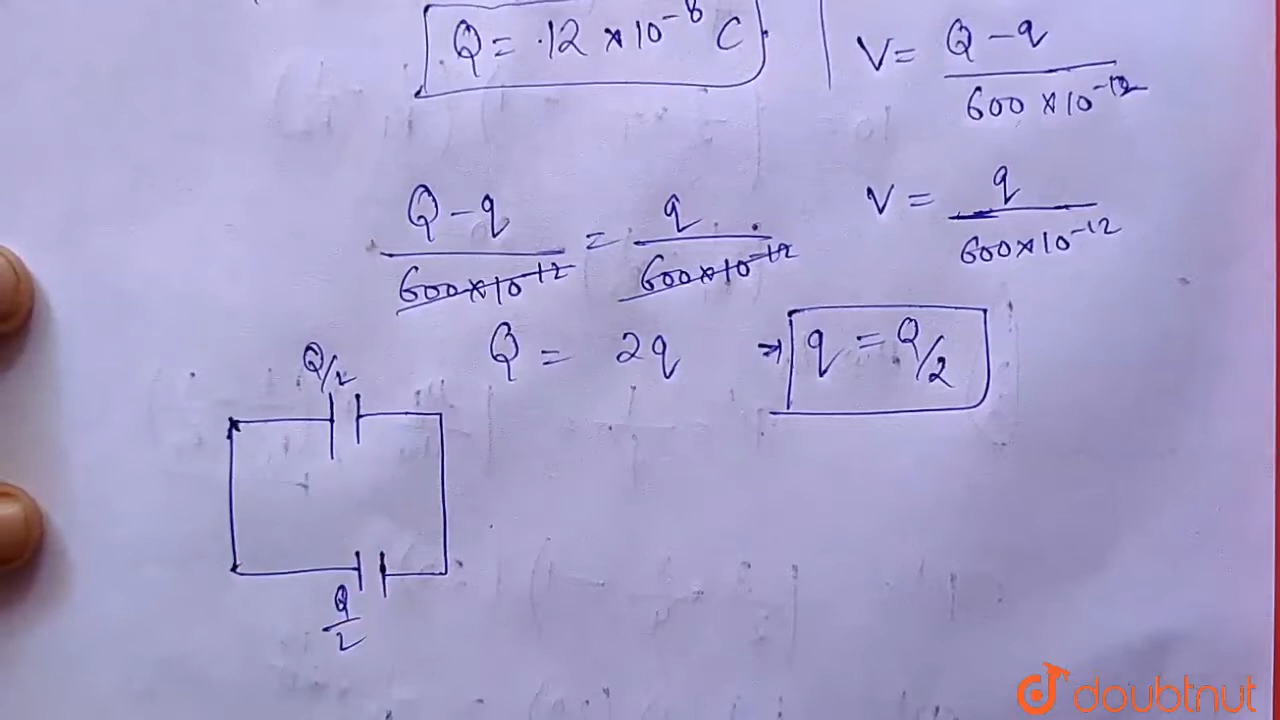 Q = .12 × 10⁻⁸ C
V = (Q - q)/(600 × 10⁻¹²)
(Q - q)/(600 × 10⁻¹²) = q/(600 × 10⁻¹²)
V = q/(600 × 10⁻¹²)
Q = 2q ⇒ q = Q/2
Q/2
Q/2
doubtnut